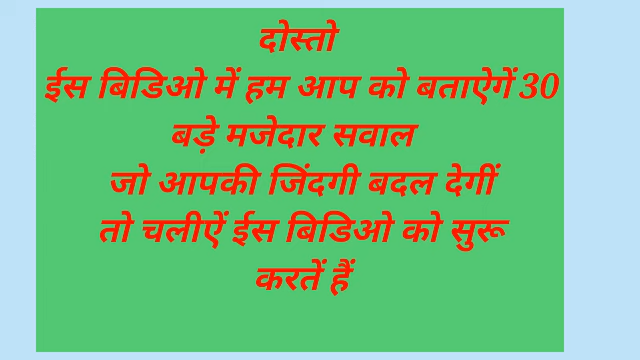 दोस्तो
ईस बिडिओ में हम आप को बताऐगें 30
बड़े मजेदार सवाल
जो आपकी जिंदगी बदल देगीं
तो चलीऐं ईस बिडिओ को सुरू
करतें हैं